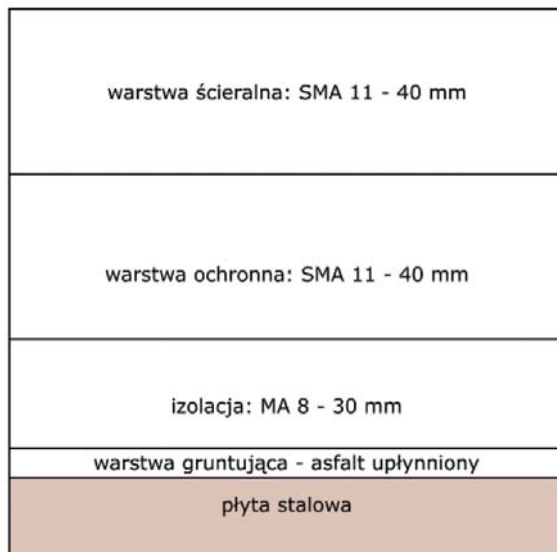 warstwa ścieralna: SMA 11 - 40 mm
warstwa ochronna: SMA 11 - 40 mm
izolacja: MA 8 - 30 mm
warstwa gruntująca - asfalt upłynniony
płyta stalowa